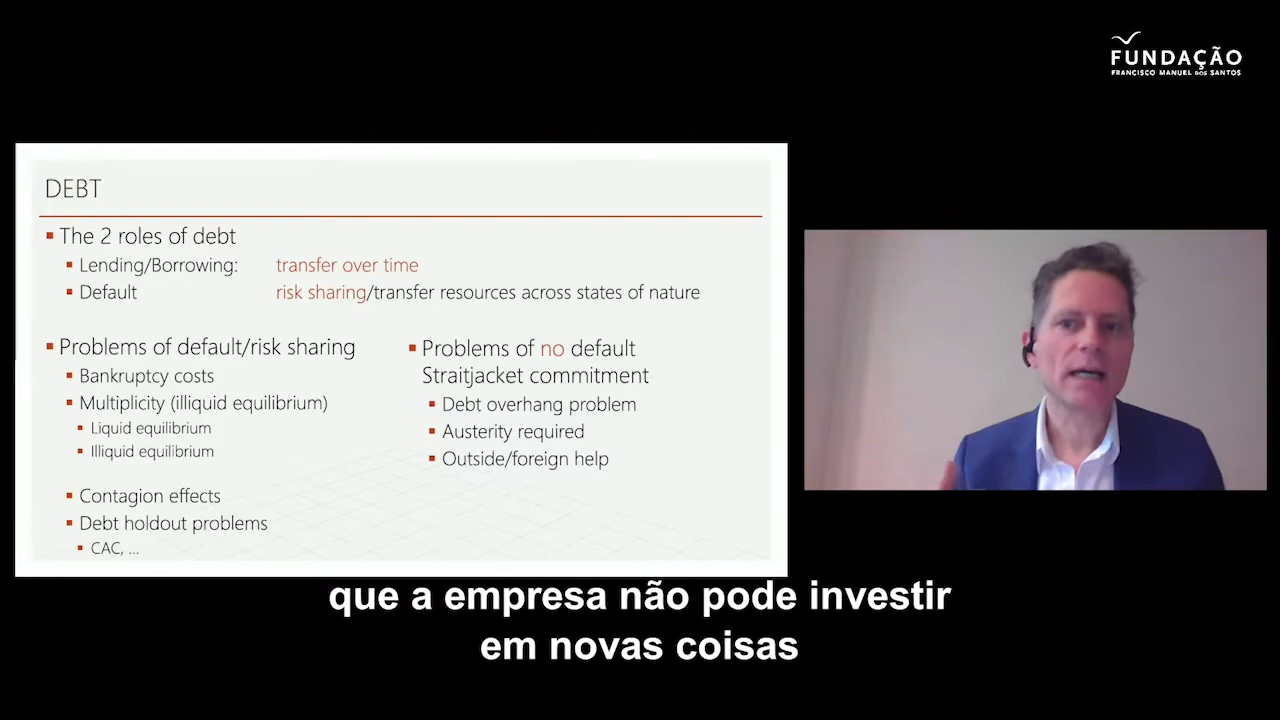 FUNDAÇÃO
FRANCISCO MANUEL DOS SANTOS
DEBT
The 2 roles of debt
Lending/Borrowing: transfer over time
Default risk sharing/transfer resources across states of nature
Problems of default/risk sharing
Bankruptcy costs
Multiplicity (illiquid equilibrium)
Liquid equilibrium
Illiquid equilibrium
Contagion effects
Debt holdout problems
CAC, ...
Problems of no default
Straitjacket commitment
Debt overhang problem
Austerity required
Outside/foreign help
que a empresa não pode investir
em novas coisas